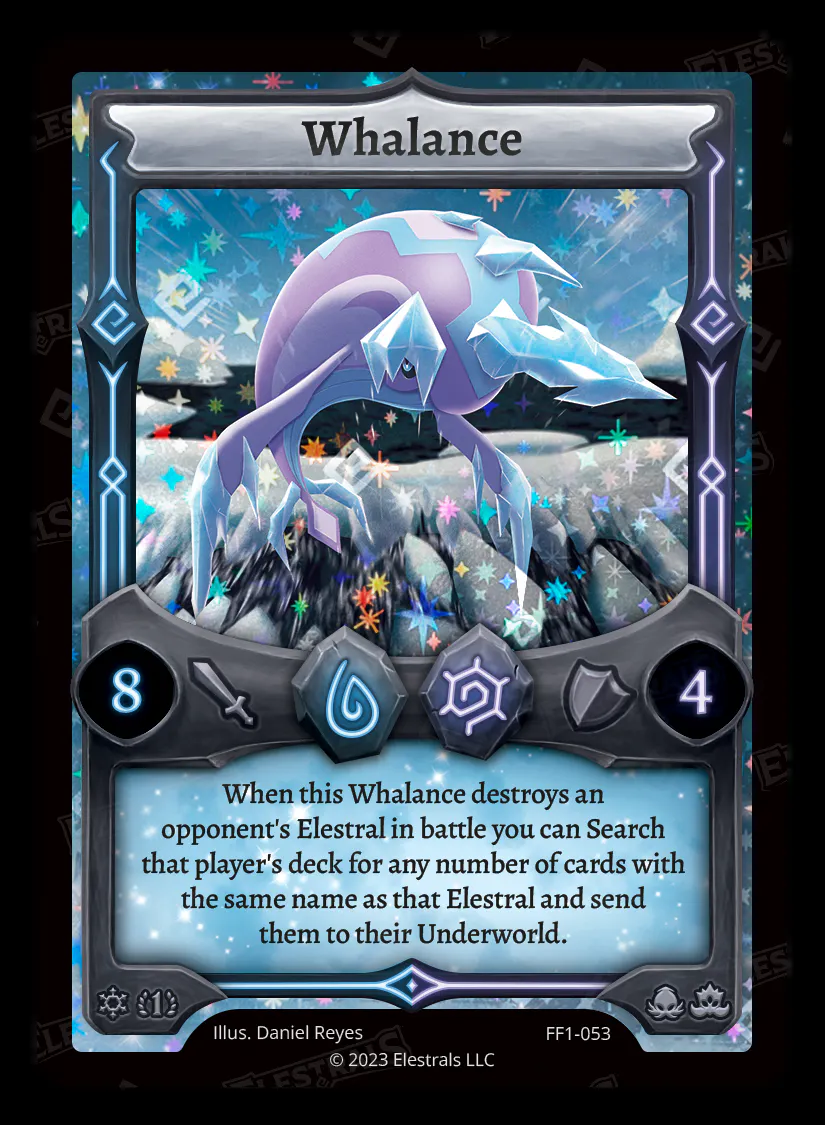 Whalance
8
4
When this Whalance destroys an
opponent's Elestral in battle you can Search
that player's deck for any number of cards with
the same name as that Elestral and send
them to their Underworld.
1
Illus. Daniel Reyes
FF1-053
© 2023 Elestrals LLC